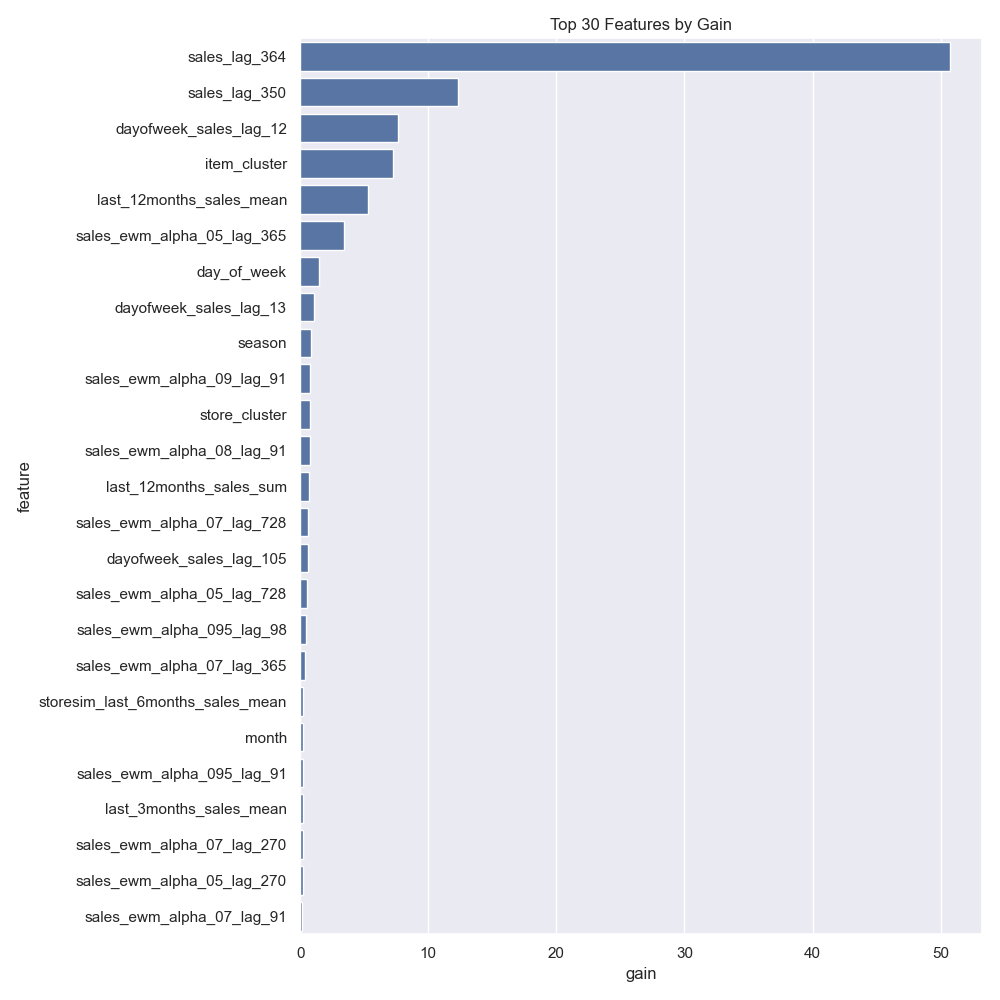 Top 30 Features by Gain
sales_lag_364
sales_lag_350
dayofweek_sales_lag_12
item_cluster
last_12months_sales_mean
sales_ewm_alpha_05_lag_365
day_of_week
dayofweek_sales_lag_13
season
sales_ewm_alpha_09_lag_91
store_cluster
sales_ewm_alpha_08_lag_91
last_12months_sales_sum
sales_ewm_alpha_07_lag_728
dayofweek_sales_lag_105
sales_ewm_alpha_05_lag_728
sales_ewm_alpha_095_lag_98
sales_ewm_alpha_07_lag_365
storesim_last_6months_sales_mean
month
sales_ewm_alpha_095_lag_91
last_3months_sales_mean
sales_ewm_alpha_07_lag_270
sales_ewm_alpha_05_lag_270
sales_ewm_alpha_07_lag_91
feature
0 10 20 30 40 50
gain